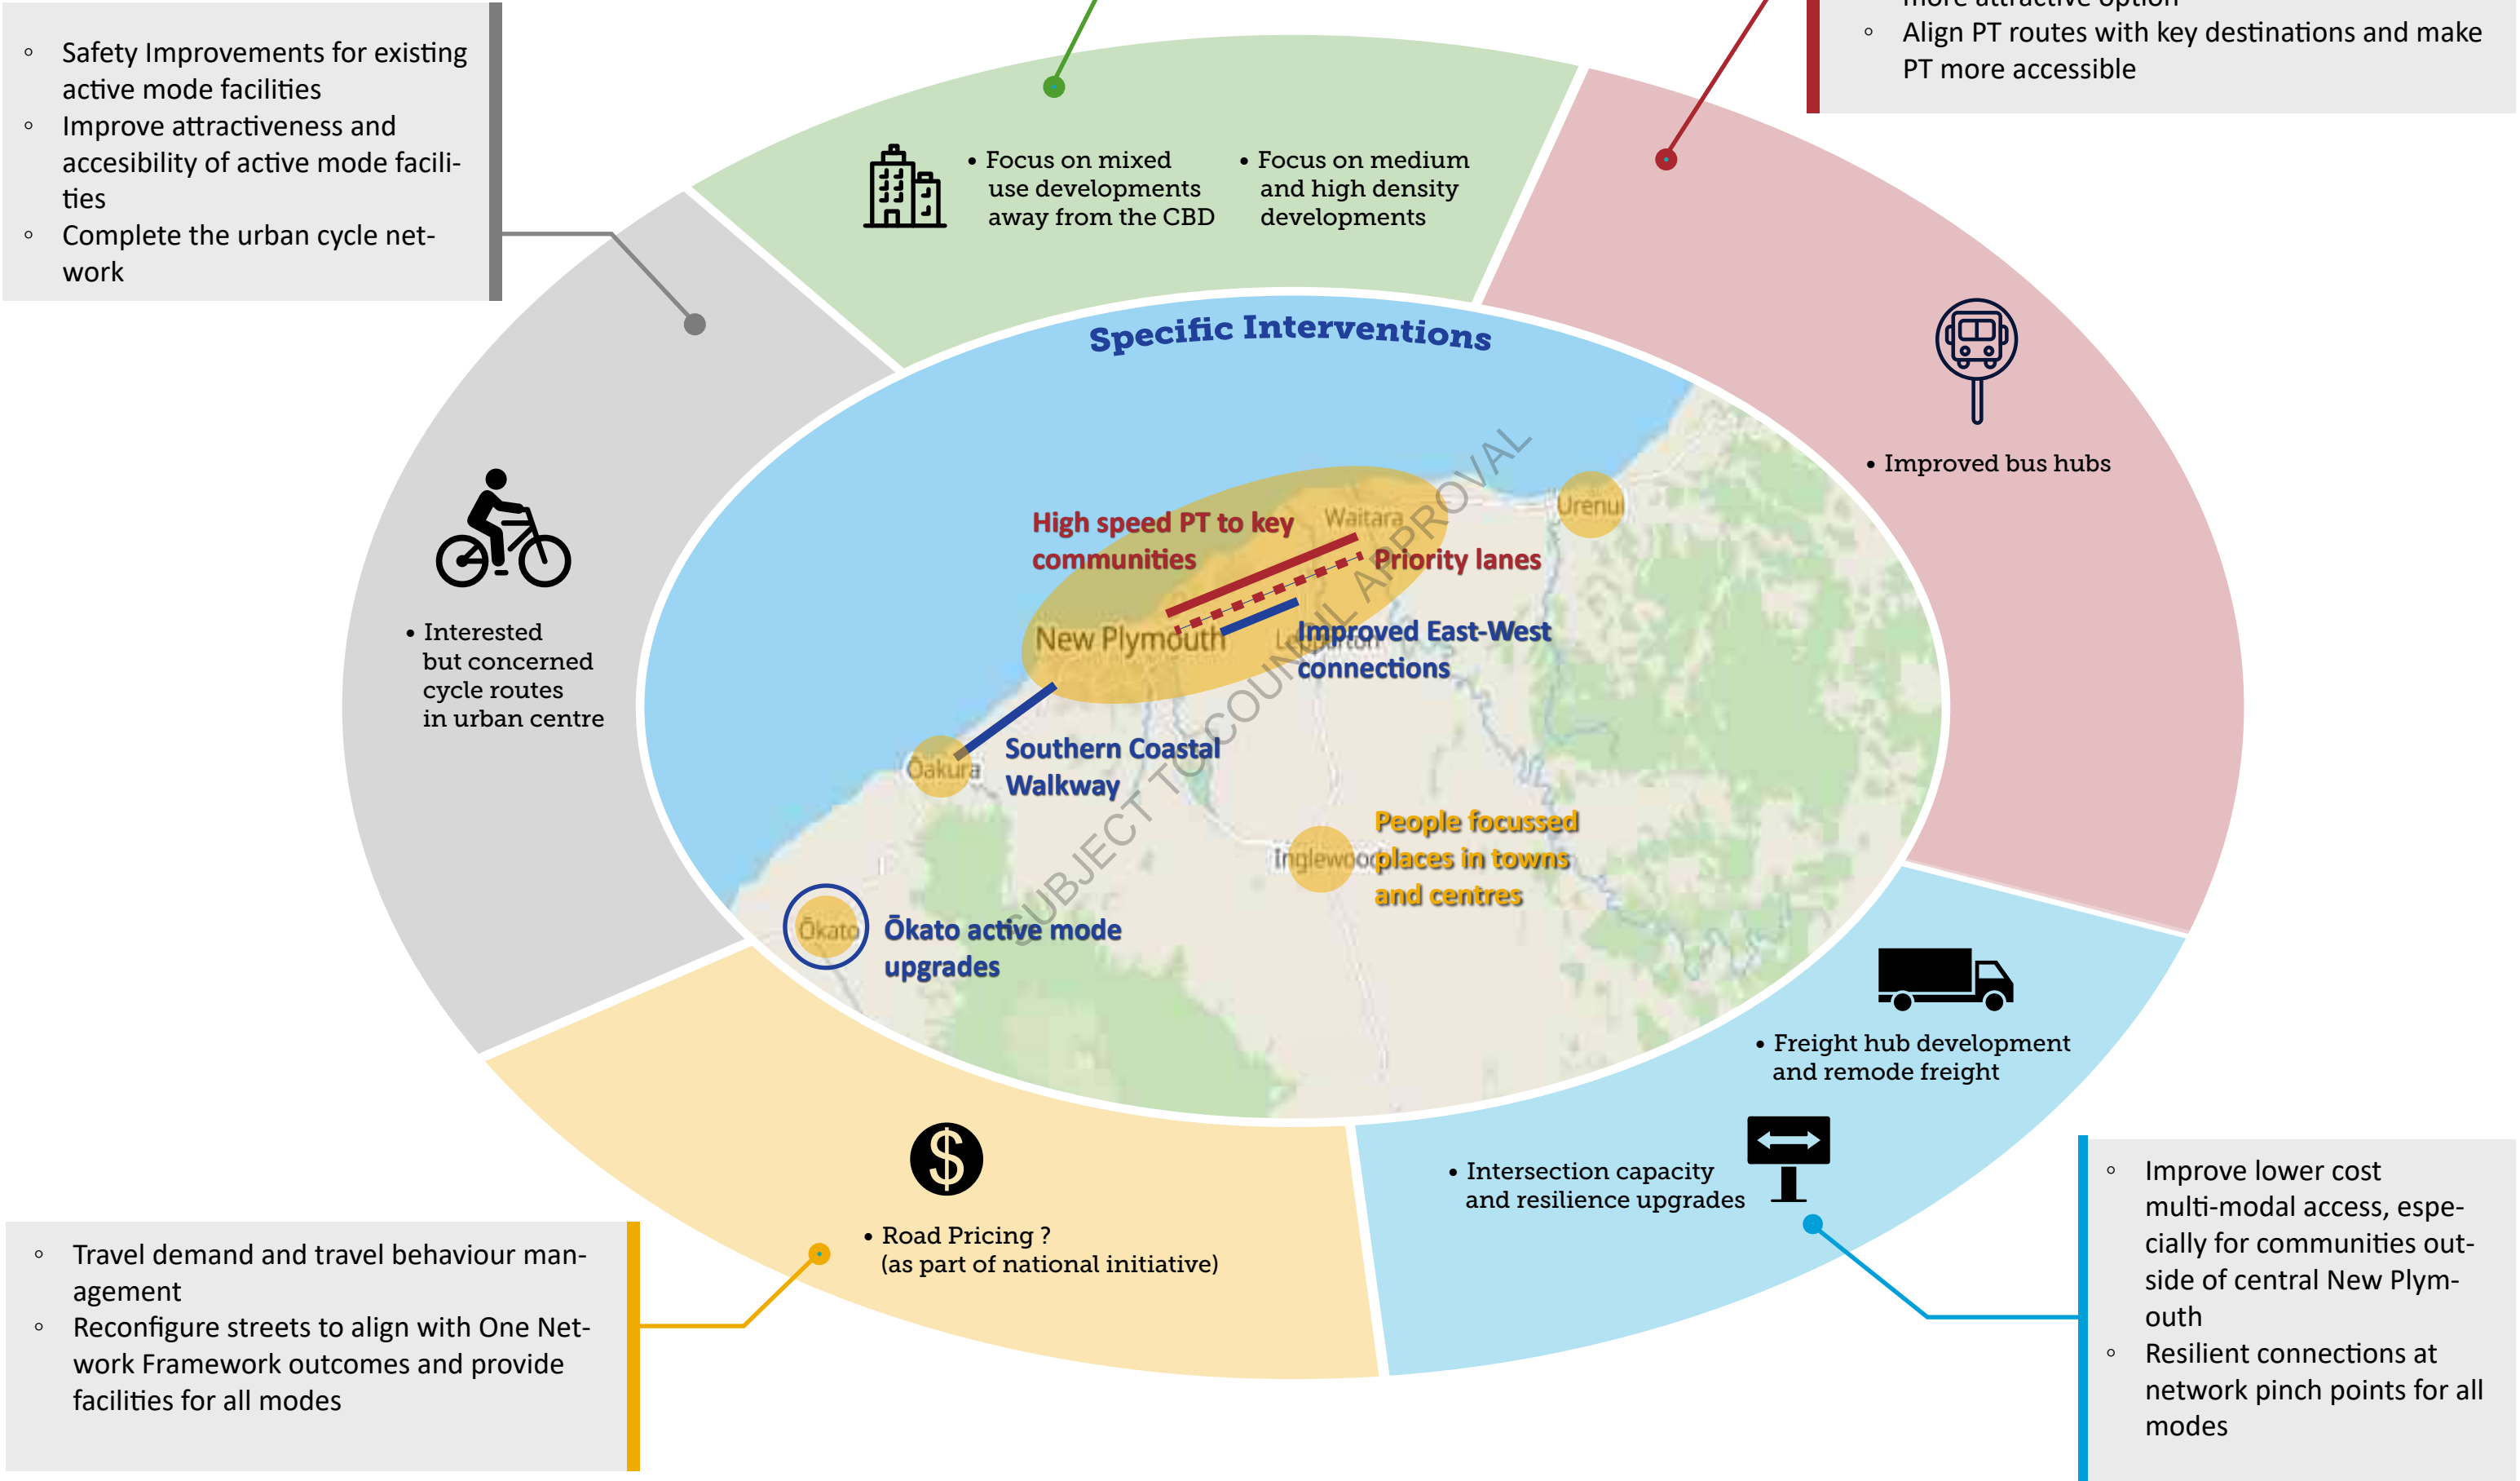 more attractive option
◦ Align PT routes with key destinations and make
PT more accessible
◦ Safety Improvements for existing
active mode facilities
◦ Improve attractiveness and
accesibility of active mode facili-
ties
◦ Complete the urban cycle net-
work
• Focus on mixed
use developments
away from the CBD
• Focus on medium
and high density
developments
• Improved bus hubs
Specific Interventions
High speed PT to key
communities
Waitara
Urenui
Priority lanes
New Plymouth
Improved East-West
connections
Southern Coastal
Walkway
Ōakura
People focussed
places in towns
and centres
Inglewood
Ōkato
Ōkato active mode
upgrades
SUBJECT TO COUNCIL APPROVAL
• Interested
but concerned
cycle routes
in urban centre
• Freight hub development
and remode freight
• Intersection capacity
and resilience upgrades
$
• Road Pricing ?
(as part of national initiative)
◦ Travel demand and travel behaviour man-
agement
◦ Reconfigure streets to align with One Net-
work Framework outcomes and provide
facilities for all modes
◦ Improve lower cost
multi-modal access, espe-
cially for communities out-
side of central New Plym-
outh
◦ Resilient connections at
network pinch points for all
modes